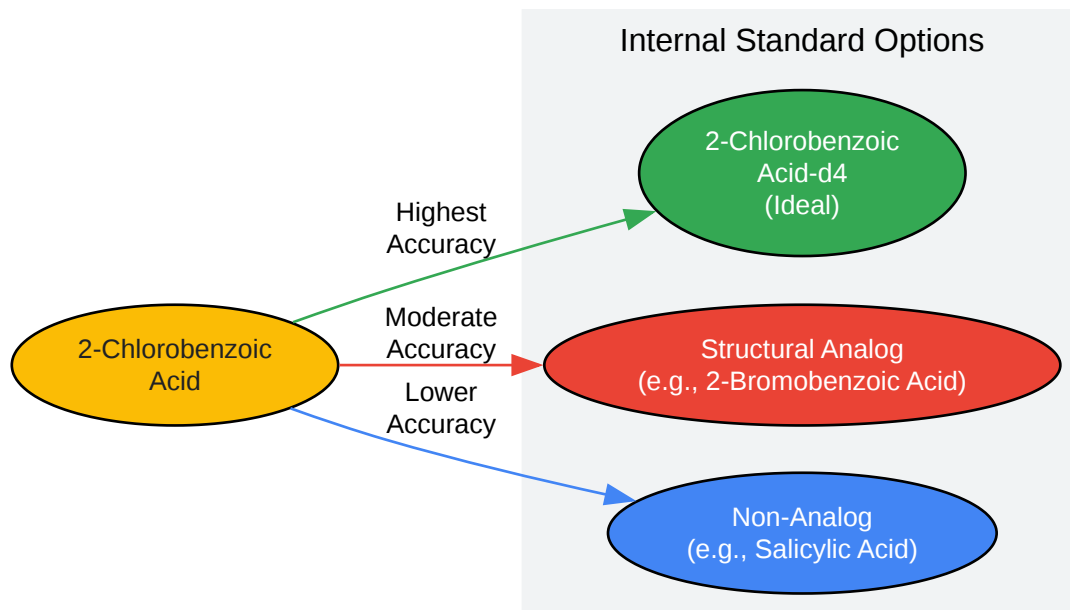 Internal Standard Options
2-Chlorobenzoic
Acid-d4
(Ideal)
Highest
Accuracy
Moderate
Accuracy
2-Chlorobenzoic
Acid
Structural Analog
(e.g., 2-Bromobenzoic Acid)
Lower
Accuracy
Non-Analog
(e.g., Salicylic Acid)